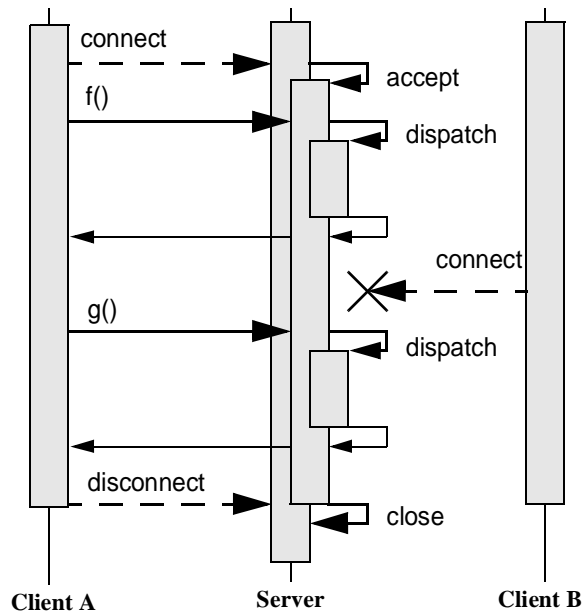 connect
accept
f()
dispatch
connect
g()
dispatch
disconnect
close
Client A
Server
Client B